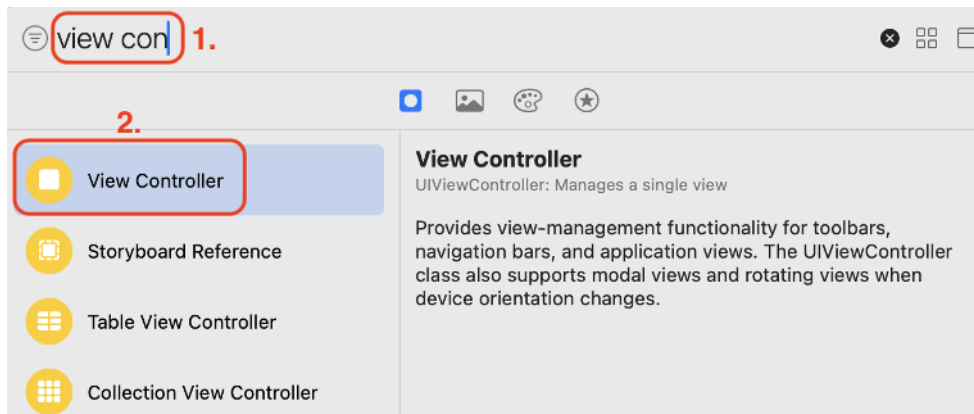 view con
1.
2.
View Controller
Storyboard Reference
Table View Controller
Collection View Controller
View Controller
UIViewController: Manages a single view
Provides view-management functionality for toolbars,
navigation bars, and application views. The UIViewController
class also supports modal views and rotating views when
device orientation changes.